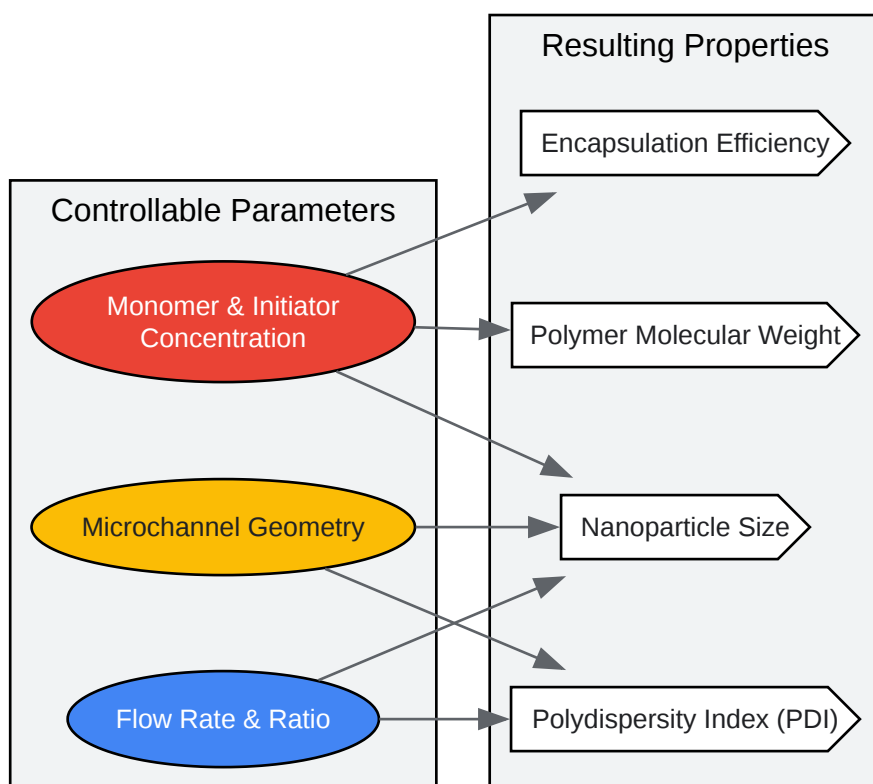 Resulting Properties
Encapsulation Efficiency
Controllable Parameters
Monomer & Initiator
Concentration
Polymer Molecular Weight
Microchannel Geometry
Nanoparticle Size
Flow Rate & Ratio
Polydispersity Index (PDI)